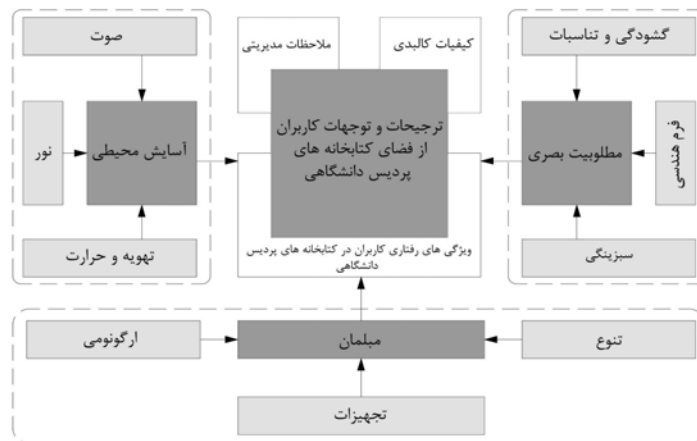 گشودگی و تناسبات
فرم هندسی
مطلوبیت بصری
سبزینگی
کیفیات کالبدی
ملاحظات مدیریتی
ترجیحات و توجهات کاربران
از فضای کتابخانه های
پردیس دانشگاهی
ویژگی های رفتاری کاربران در کتابخانه های پردیس
دانشگاهی
صوت
آسایش محیطی
نور
تهویه و حرارت
تنوع
مبلمان
ارگونومی
تجهیزات